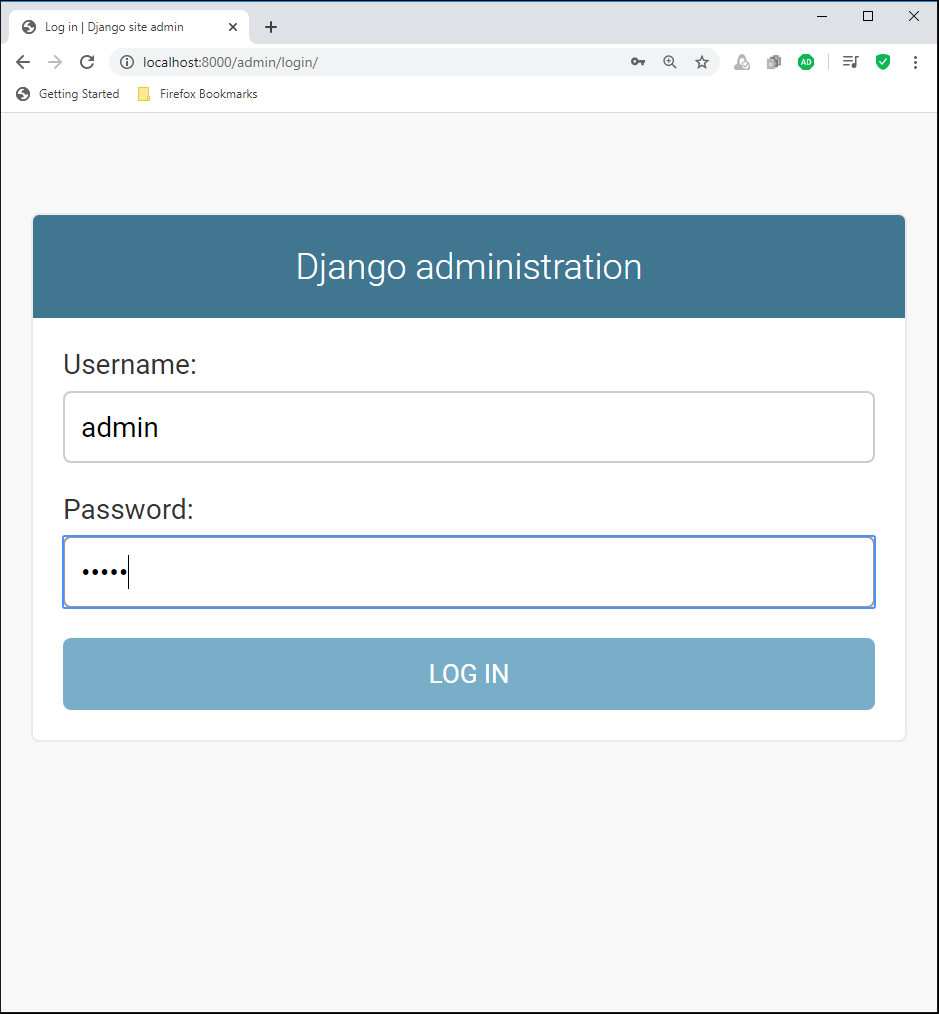 Log in | Django site admin
localhost:8000/admin/login/
AD
Getting Started Firefox Bookmarks
Django administration
Username:
admin
Password:
•••••
LOG IN